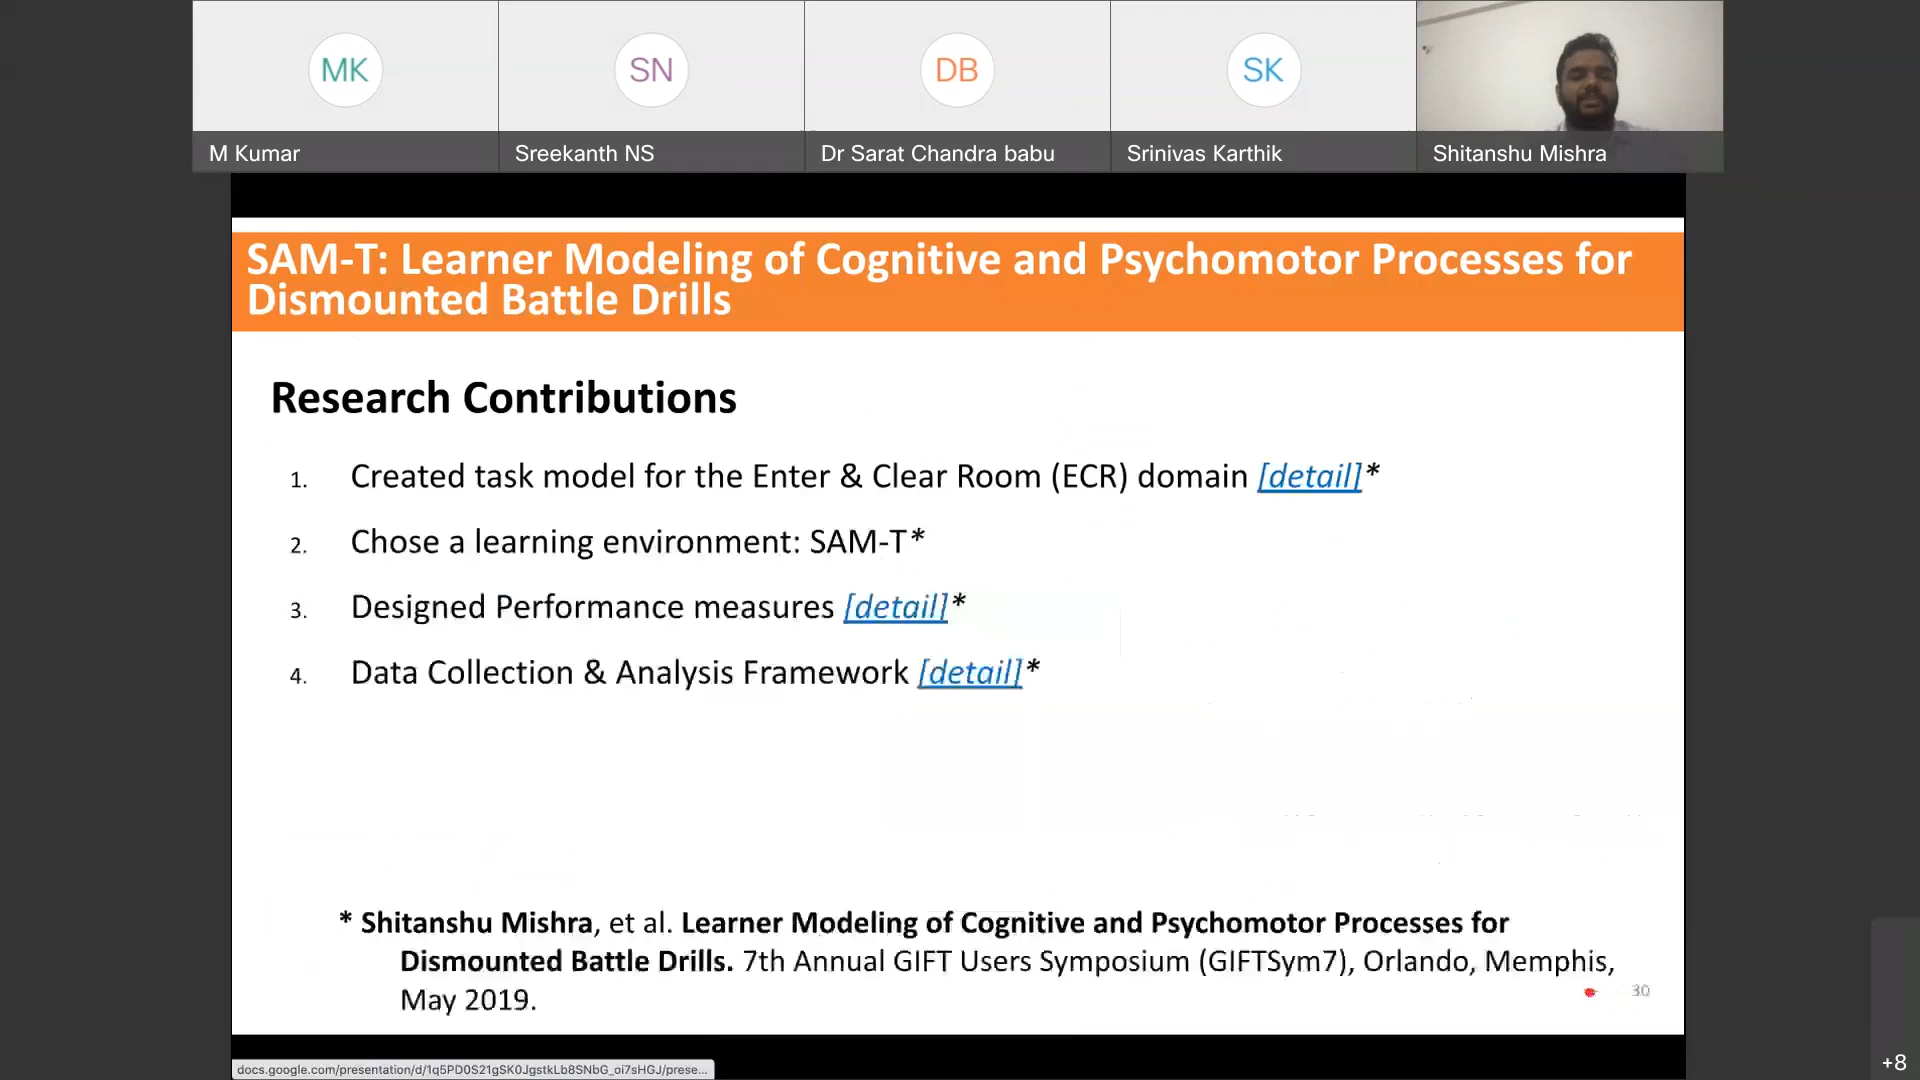 MK
SN
DB
SK
M Kumar
Sreekanth NS
Dr Sarat Chandra babu
Srinivas Karthik
Shitanshu Mishra
SAM-T: Learner Modeling of Cognitive and Psychomotor Processes for
Dismounted Battle Drills
Research Contributions
1. Created task model for the Enter & Clear Room (ECR) domain [detail]*
2. Chose a learning environment: SAM-T*
3. Designed Performance measures [detail]*
4. Data Collection & Analysis Framework [detail]*
* Shitanshu Mishra, et al. Learner Modeling of Cognitive and Psychomotor Processes for
Dismounted Battle Drills. 7th Annual GIFT Users Symposium (GIFTSym7), Orlando, Memphis,
May 2019.
30
docs.google.com/presentation/d/1q5PD0S21gSK0JgstkLb8SNbG_oi7sHGJ/prese...
+8